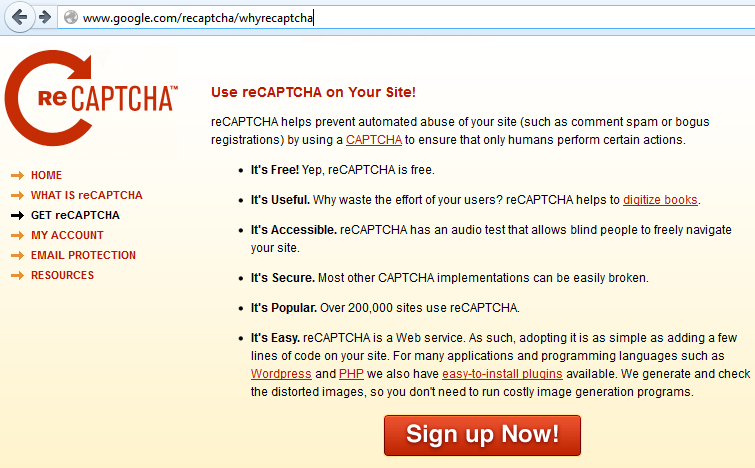 www.google.com/recaptcha/whyrecaptcha
reCAPTCHA™
HOME
WHAT IS reCAPTCHA
GET reCAPTCHA
MY ACCOUNT
EMAIL PROTECTION
RESOURCES
Use reCAPTCHA on Your Site!
reCAPTCHA helps prevent automated abuse of your site (such as comment spam or bogus
registrations) by using a CAPTCHA to ensure that only humans perform certain actions.
• It's Free! Yep, reCAPTCHA is free.
• It's Useful. Why waste the effort of your users? reCAPTCHA helps to digitize books.
• It's Accessible. reCAPTCHA has an audio test that allows blind people to freely navigate
your site.
• It's Secure. Most other CAPTCHA implementations can be easily broken.
• It's Popular. Over 200,000 sites use reCAPTCHA.
• It's Easy. reCAPTCHA is a Web service. As such, adopting it is as simple as adding a few
lines of code on your site. For many applications and programming languages such as
Wordpress and PHP we also have easy-to-install plugins available. We generate and check
the distorted images, so you don't need to run costly image generation programs.
Sign up Now!